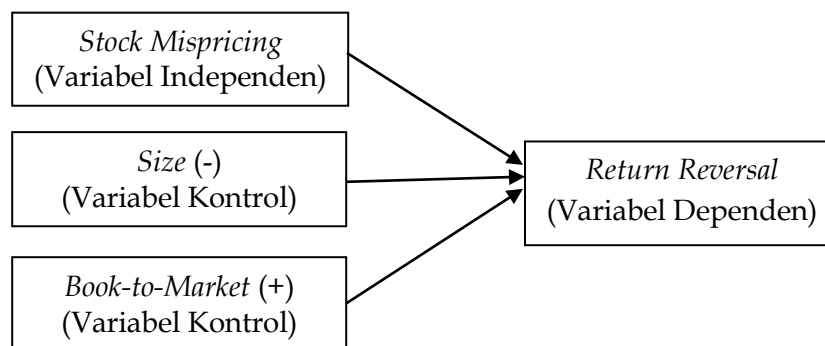 Stock Mispricing
(Variabel Independen)
Size (-)
(Variabel Kontrol)
Return Reversal
(Variabel Dependen)
Book-to-Market (+)
(Variabel Kontrol)